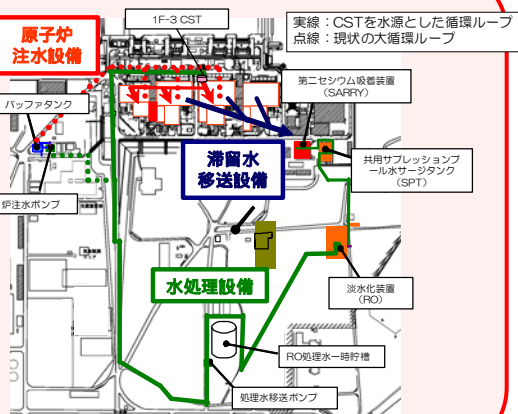 1F-3 CST
実線：CSTを水源とした循環ループ
点線：現状の大循環ループ
原子炉
注水設備
第二セシウム吸着装置
（SARRY）
バッファタンク
滞留水
移送設備
共用サプレッションプ
ール水サージタンク
（SPT）
炉注水ポンプ
水処理設備
淡水化装置
（RO）
RO処理水一時貯槽
処理水移送ポンプ